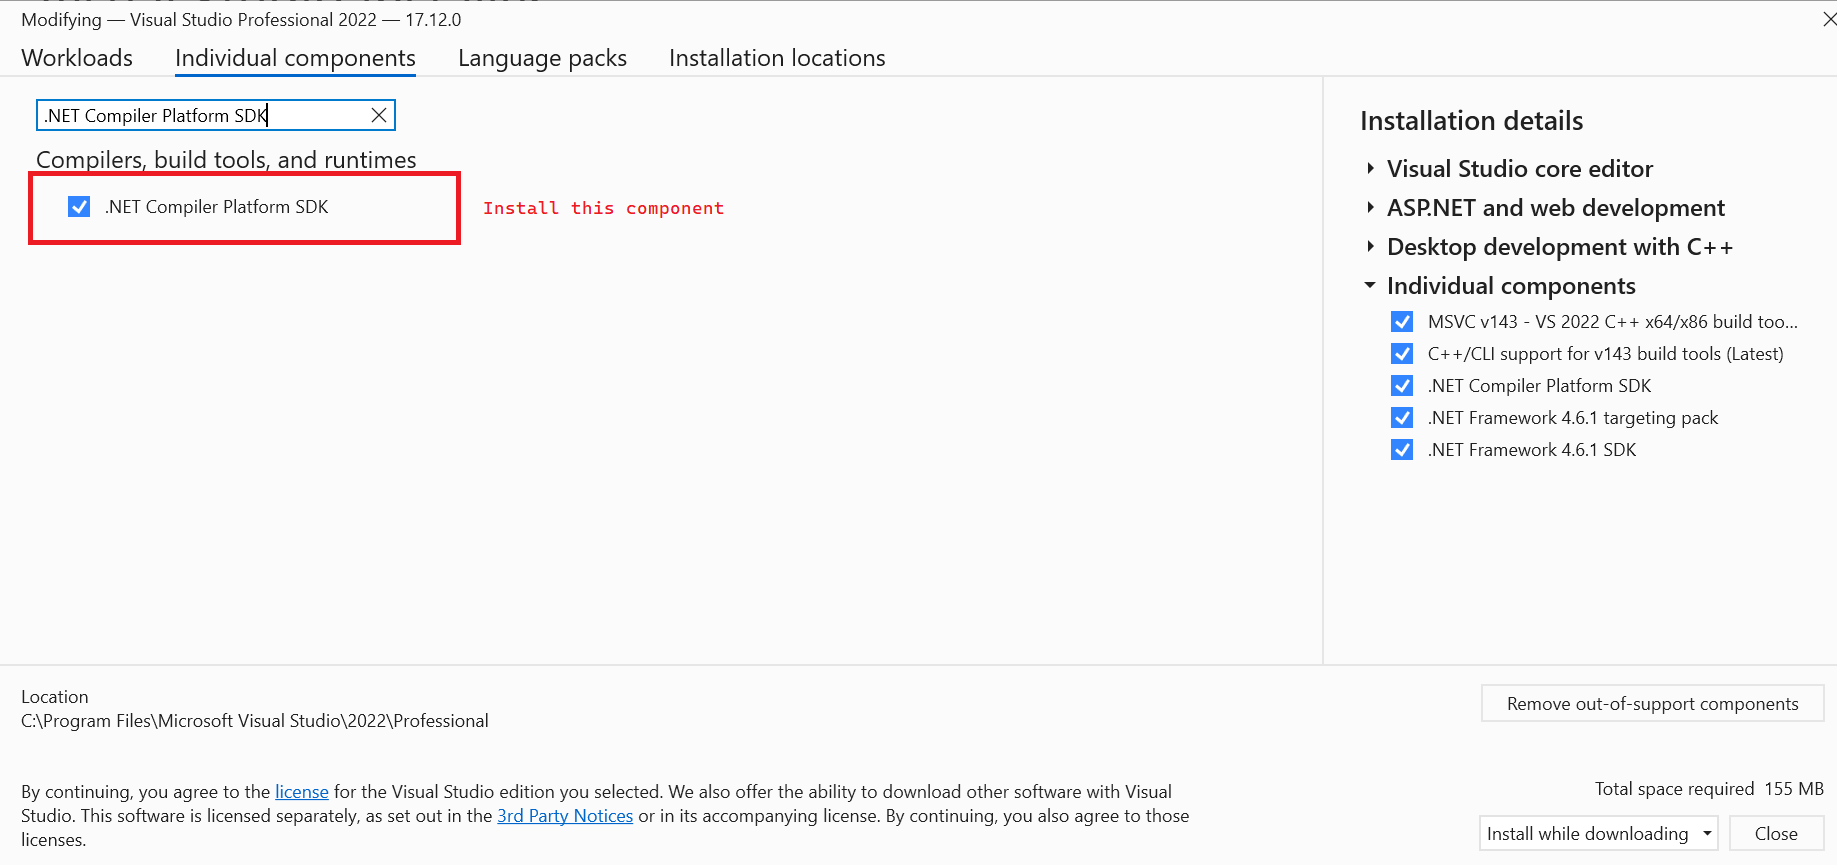 Modifying — Visual Studio Professional 2022 — 17.12.0
Workloads Individual components Language packs Installation locations
.NET Compiler Platform SDK
Compilers, build tools, and runtimes
.NET Compiler Platform SDK
Install this component
Installation details
Visual Studio core editor
ASP.NET and web development
Desktop development with C++
Individual components
MSVC v143 - VS 2022 C++ x64/x86 build too...
C++/CLI support for v143 build tools (Latest)
.NET Compiler Platform SDK
.NET Framework 4.6.1 targeting pack
.NET Framework 4.6.1 SDK
Location
C:\Program Files\Microsoft Visual Studio\2022\Professional
Remove out-of-support components
By continuing, you agree to the license for the Visual Studio edition you selected. We also offer the ability to download other software with Visual
Studio. This software is licensed separately, as set out in the 3rd Party Notices or in its accompanying license. By continuing, you also agree to those
licenses.
Total space required 155 MB
Install while downloading
Close